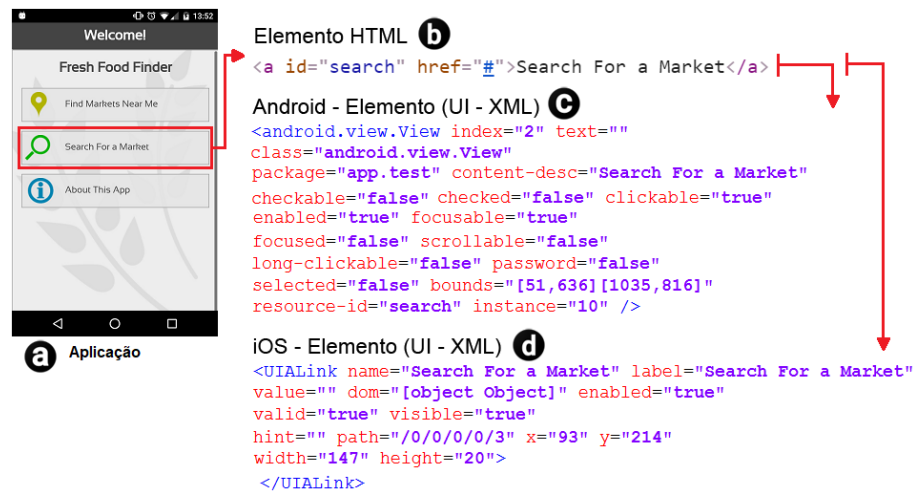 13:52
Welcome!
Fresh Food Finder
Find Markets Near Me
Search For a Market
About This App
a Aplicação
Elemento HTML b
<a id="search" href="#">Search For a Market</a>
Android - Elemento (UI - XML) c
<android.view.View index="2" text=""
class="android.view.View"
package="app.test" content-desc="Search For a Market"
checkable="false" checked="false" clickable="true"
enabled="true" focusable="true"
focused="false" scrollable="false"
long-clickable="false" password="false"
selected="false" bounds="[51,636][1035,816]"
resource-id="search" instance="10" />
iOS - Elemento (UI - XML) d
<UIALink name="Search For a Market" label="Search For a Market"
value="" dom="[object Object]" enabled="true"
valid="true" visible="true"
hint="" path="/0/0/0/0/3" x="93" y="214"
width="147" height="20">
</UIALink>